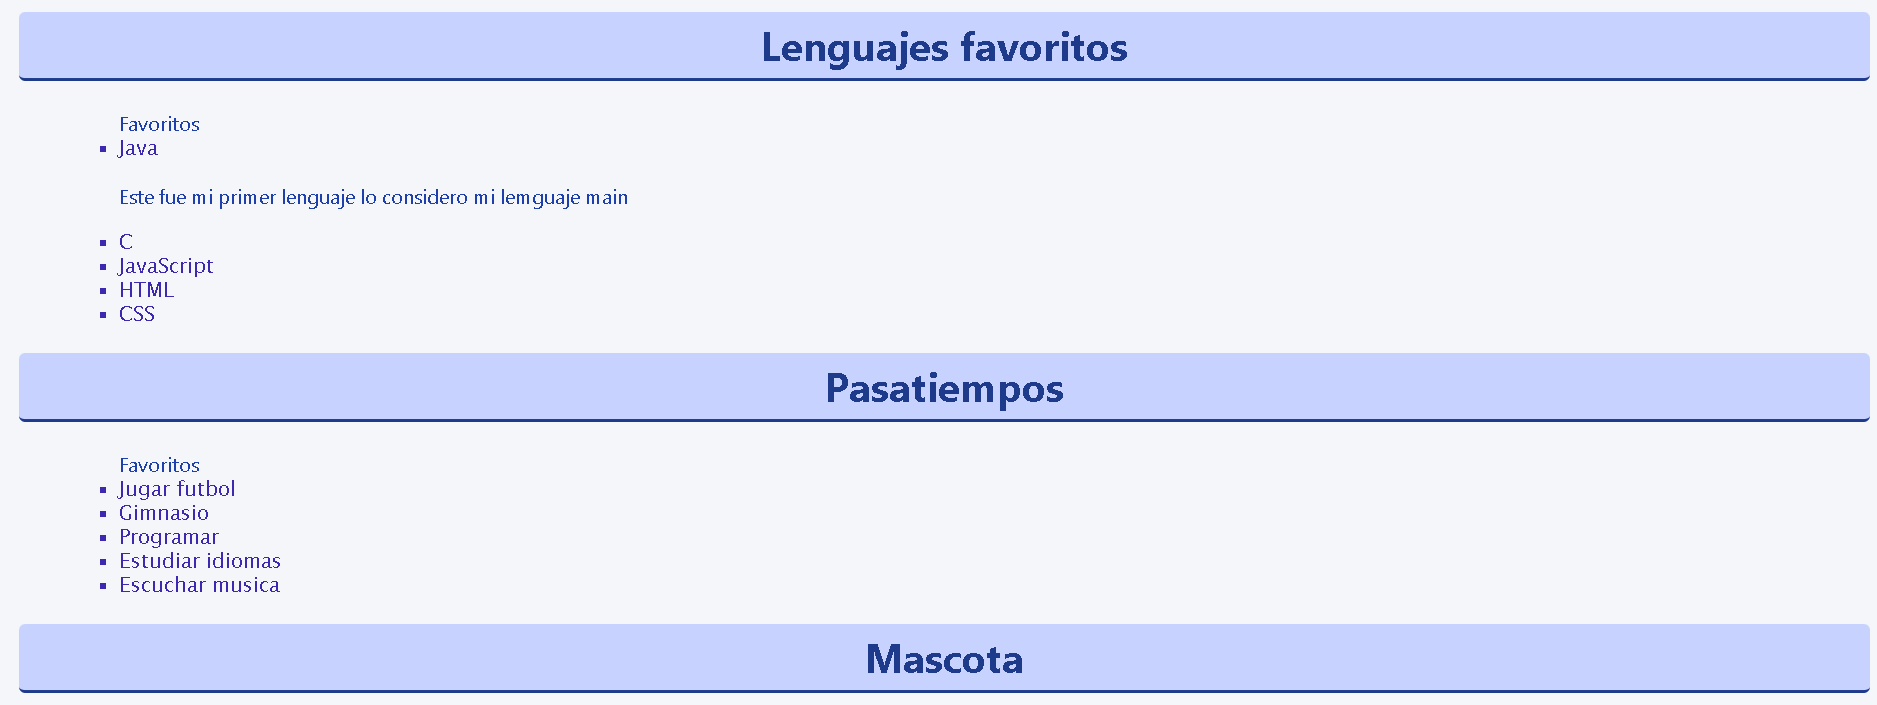 Lenguajes favoritos
Favoritos
Java
Este fue mi primer lenguaje lo considero mi lemguaje main
C
JavaScript
HTML
CSS
Pasatiempos
Favoritos
Jugar futbol
Gimnasio
Programar
Estudiar idiomas
Escuchar musica
Mascota